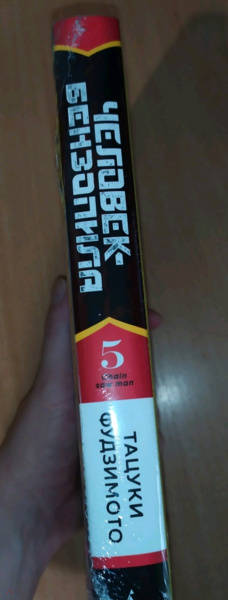 ЧЕЛОВЕК-
БЕНЗОПИЛА
5
chain
saw man
ТАЦУКИ
ФУДЗИМОТО